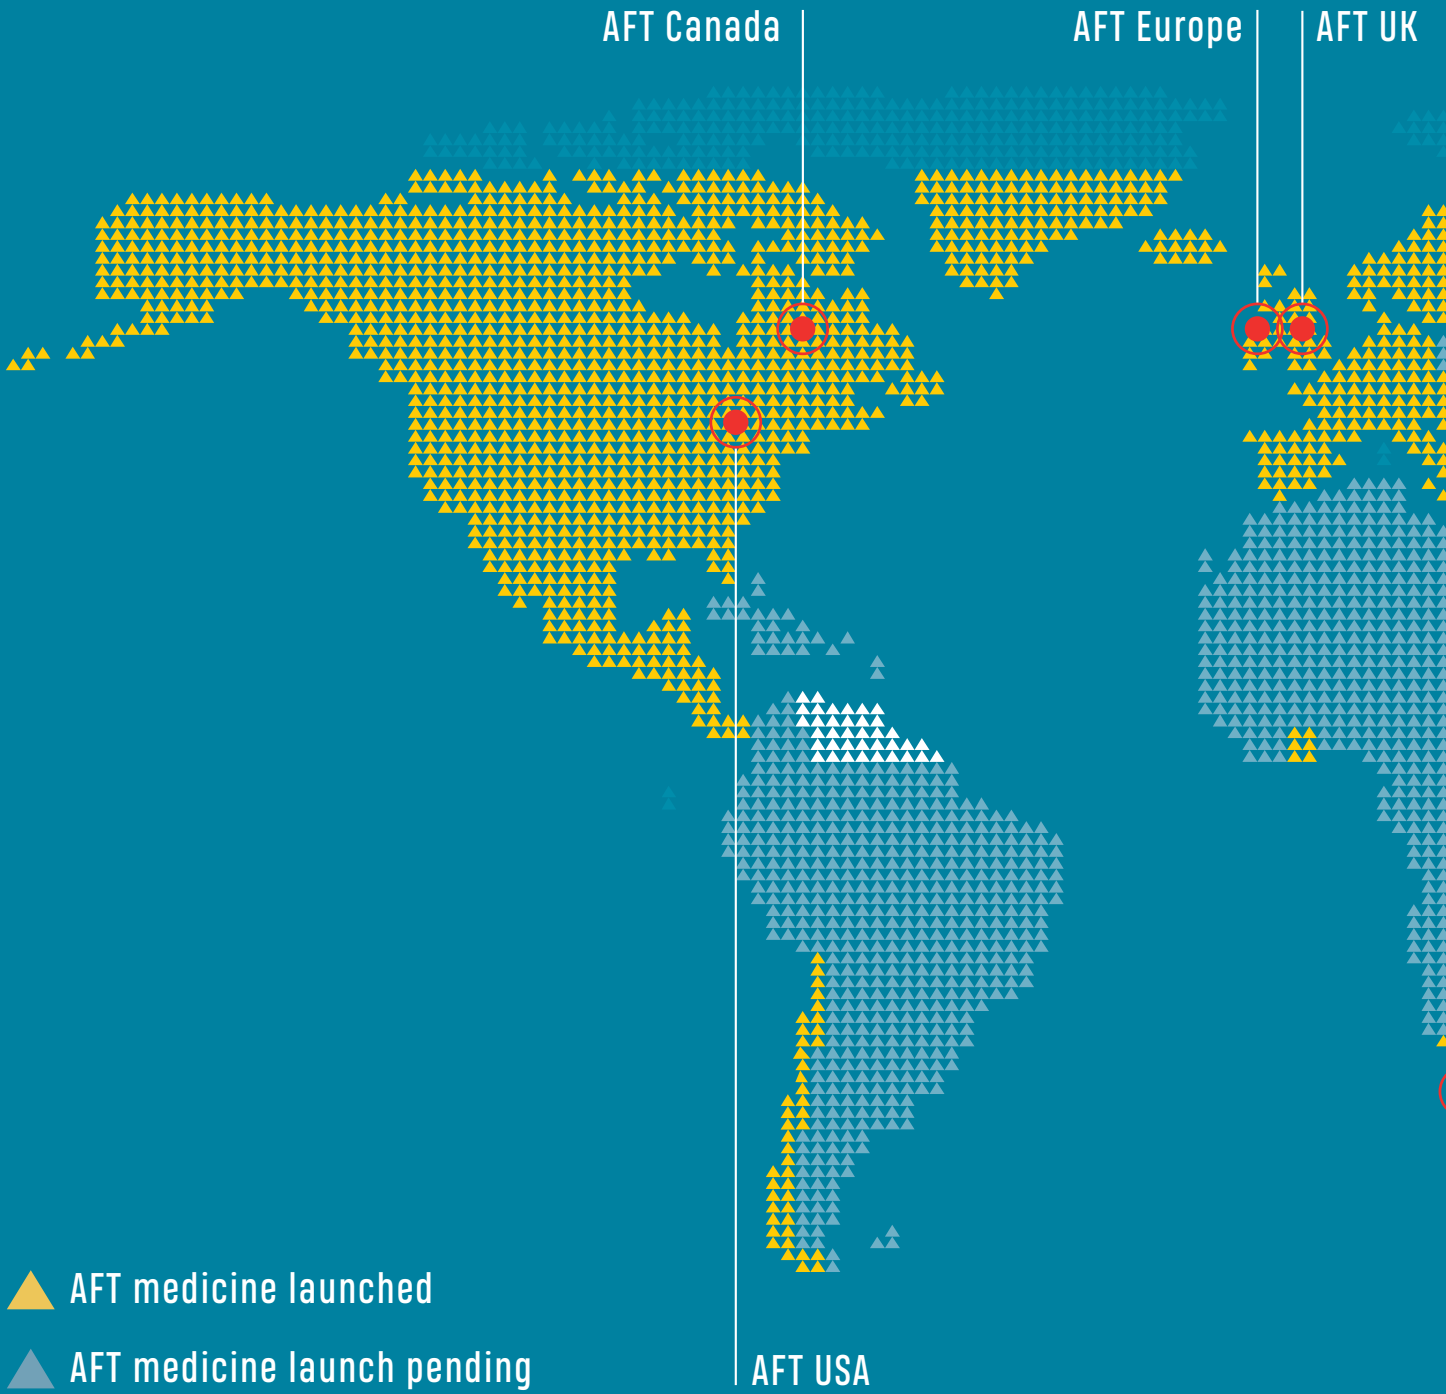 AFT Canada
AFT Europe
AFT UK
AFT medicine launched
AFT medicine launch pending
AFT USA